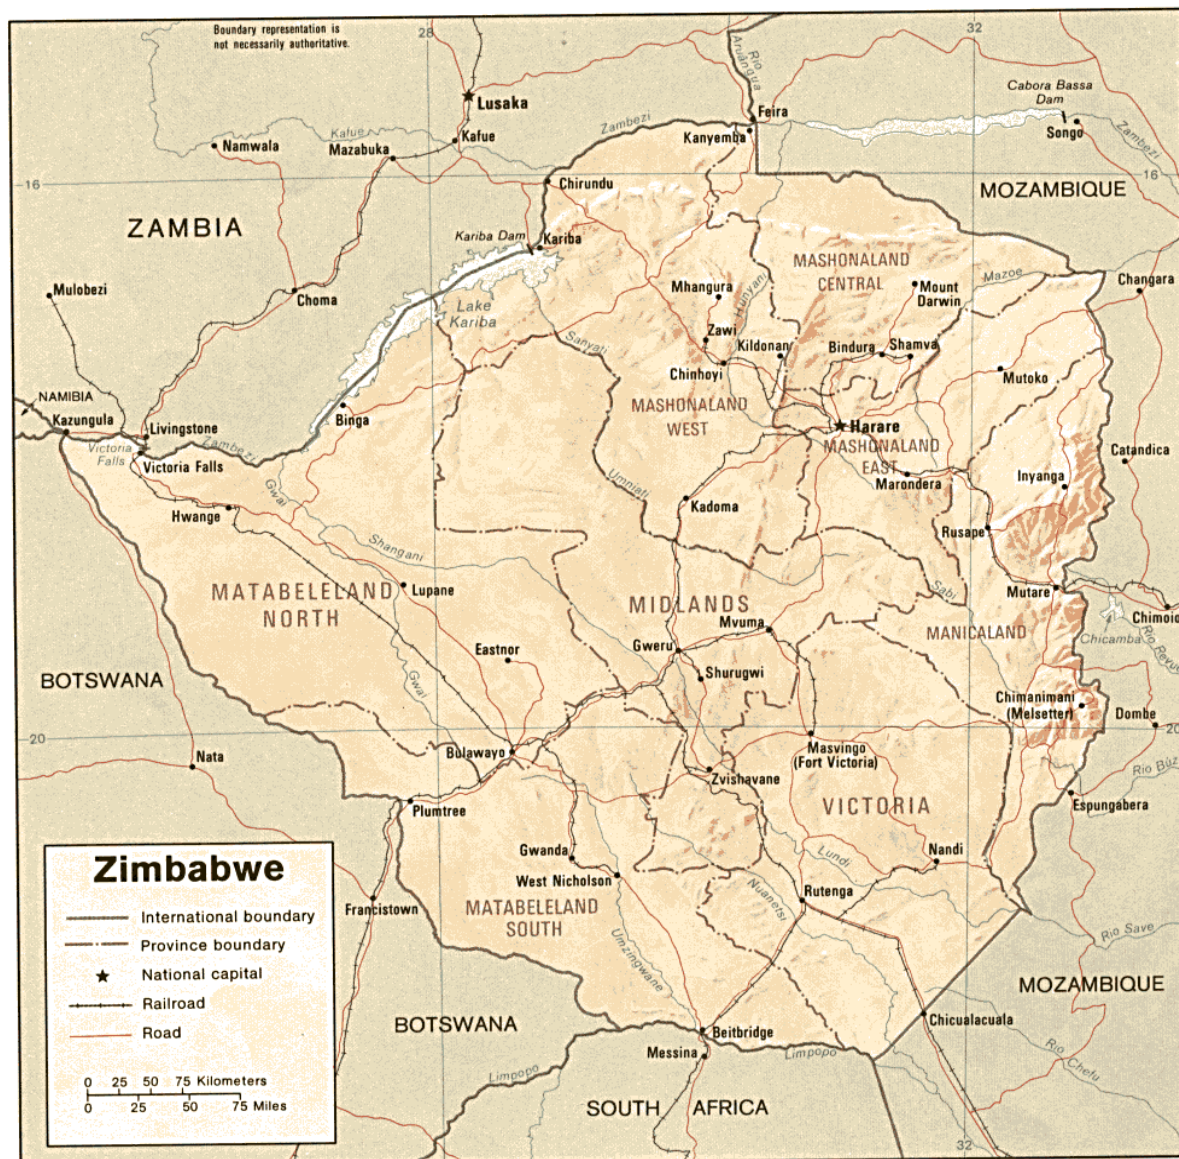 Boundary representation is
not necessarily authoritative.
28
32
Rio
Aruângua
Lusaka
Cabora Bassa
Dam
Feira
Zambezi
Kafue
Kafue
Kanyemba
Songo
Zambezi
Namwala
Mazabuka
16
Chirundu
16
MOZAMBIQUE
ZAMBIA
Kariba Dam
Kariba
MASHONALAND
CENTRAL
Mazoe
Mulobezi
Choma
Lake
Kariba
Mhangura
Hunyani
Mount
Darwin
Changara
Sanyati
Zawi
Kildonan
Bindura
Shamva
Chinhoyi
Mutoko
NAMIBIA
Kazungula
Livingstone
Binga
MASHONALAND
WEST
Harare
MASHONALAND
EAST
Victoria
Falls
Zambezi
Victoria Falls
Catandica
Gwai
Umniati
Marondera
Inyanga
Hwange
Kadoma
Rusape
Shangani
MATABELELAND
NORTH
Lupane
MIDLANDS
Sabi
Mutare
Chimoio
Mvuma
MANICALAND
Chicamba
Rio Revuè
Gweru
Eastnor
Gwai
Shurugwi
BOTSWANA
Chimanimani
(Melsetter)
Dombe
20
20
Nata
Bulawayo
Masvingo
(Fort Victoria)
Zvishavane
Rio Búzi
Plumtree
VICTORIA
Espungabera
Zimbabwe
Gwanda
Lundi
Nandi
West Nicholson
Nuanetsi
Rutenga
International boundary
Francistown
MATABELELAND
SOUTH
Province boundary
Umzingwane
Rio Save
National capital
MOZAMBIQUE
Railroad
Road
BOTSWANA
Beitbridge
Chicualacuala
Messina
Limpopo
Rio Chefu
Limpopo
0 25 50 75 Kilometers
0 25 50 75 Miles
SOUTH AFRICA
32